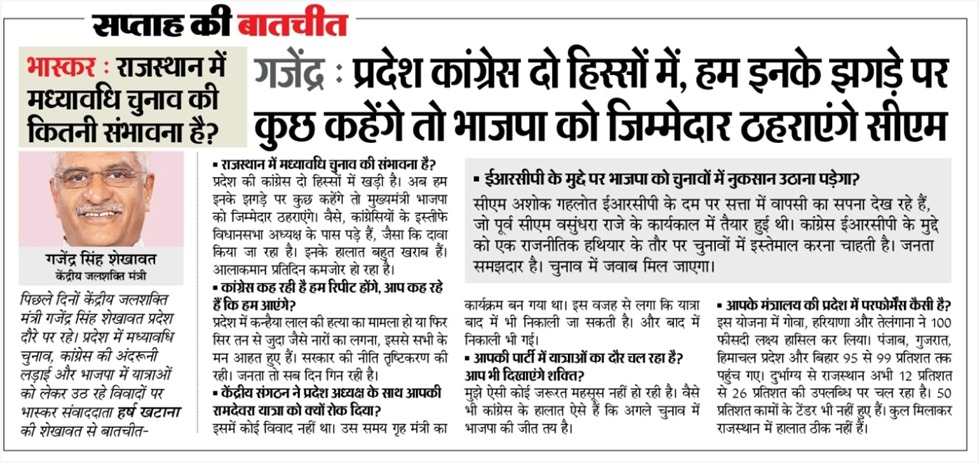 सप्ताह की बातचीत
भास्कर : राजस्थान में
मध्यावधि चुनाव की
कितनी संभावना है?
गजेंद्र : प्रदेश कांग्रेस दो हिस्सों में, हम इनके झगड़े पर
कुछ कहेंगे तो भाजपा को जिम्मेदार ठहराएंगे सीएम
गजेंद्र सिंह शेखावत
केंद्रीय जलशक्ति मंत्री
पिछले दिनों केंद्रीय जलशक्ति
मंत्री गजेंद्र सिंह शेखावत प्रदेश
दौरे पर रहे। प्रदेश में मध्यावधि
चुनाव, कांग्रेस की अंदरूनी
लड़ाई और भाजपा में यात्राओं
को लेकर उठ रहे विवादों पर
भास्कर संवाददाता हर्ष खटाना
की शेखावत से बातचीत-
▪ राजस्थान में मध्यावधि चुनाव की संभावना है?
प्रदेश की कांग्रेस दो हिस्सों में खड़ी है। अब हम
इनके झगड़े पर कुछ कहेंगे तो मुख्यमंत्री भाजपा
को जिम्मेदार ठहराएंगे। वैसे, कांग्रेसियों के इस्तीफे
विधानसभा अध्यक्ष के पास पड़े हैं, जैसा कि दावा
किया जा रहा है। इनके हालात बहुत खराब हैं।
आलाकमान प्रतिदिन कमजोर हो रहा है।
▪ कांग्रेस कह रही है हम रिपीट होंगे, आप कह रहे
हैं कि हम आएंगे?
प्रदेश में कन्हैया लाल की हत्या का मामला हो या फिर
सिर तन से जुदा जैसे नारों का लगना, इससे सभी के
मन आहत हुए हैं। सरकार की नीति तृष्टिकरण की
रही। जनता तो सब दिन गिन रही है।
▪ केंद्रीय संगठन ने प्रदेश अध्यक्ष के साथ आपकी
रामदेवरा यात्रा को क्यों रोक दिया?
इसमें कोई विवाद नहीं था। उस समय गृह मंत्री का
▪ ईआरसीपी के मुद्दे पर भाजपा को चुनावों में नुकसान उठाना पड़ेगा?
सीएम अशोक गहलोत ईआरसीपी के दम पर सत्ता में वापसी का सपना देख रहे हैं,
जो पूर्व सीएम वसुंधरा राजे के कार्यकाल में तैयार हुई थी। कांग्रेस ईआरसीपी के मुद्दे
को एक राजनीतिक हथियार के तौर पर चुनावों में इस्तेमाल करना चाहती है। जनता
समझदार है। चुनाव में जवाब मिल जाएगा।
कार्यक्रम बन गया था। इस वजह से लगा कि यात्रा
बाद में भी निकाली जा सकती है। और बाद में
निकाली भी गई।
▪ आपकी पार्टी में यात्राओं का दौर चल रहा है?
आप भी दिखाएंगे शक्ति?
मुझे ऐसी कोई जरूरत महसूस नहीं हो रही है। वैसे
भी कांग्रेस के हालात ऐसे हैं कि अगले चुनाव में
भाजपा की जीत तय है।
▪ आपके मंत्रालय की प्रदेश में परफोर्मेंस कैसी है?
इस योजना में गोवा, हरियाणा और तेलंगाना ने 100
फीसदी लक्ष्य हासिल कर लिया। पंजाब, गुजरात,
हिमाचल प्रदेश और बिहार 95 से 99 प्रतिशत तक
पहुंच गए। दुर्भाग्य से राजस्थान अभी 12 प्रतिशत
से 26 प्रतिशत की उपलब्धि पर चल रहा है। 50
प्रतिशत कामों के टेंडर भी नहीं हुए हैं। कुल मिलाकर
राजस्थान में हालात ठीक नहीं हैं।